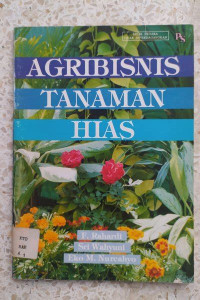 AGRIBISNIS
TANAMAN
HIAS
F. Rahardi
Sri Wahyuni
Eko M. Nurcahyo